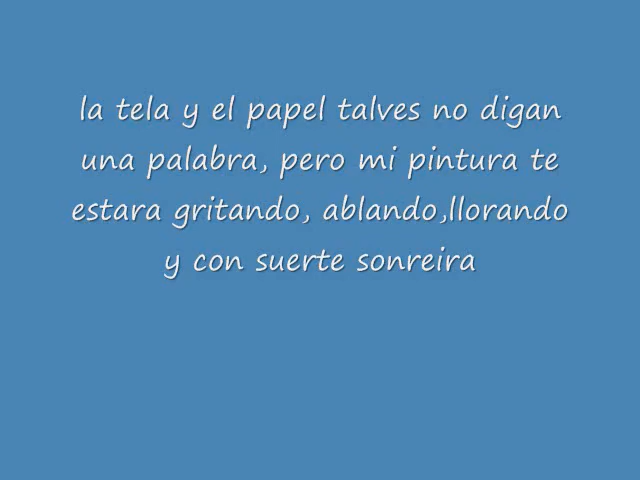 la tela y el papel talves no digan
una palabra, pero mi pintura te
estara gritando, ablando,llorando
y con suerte sonreira